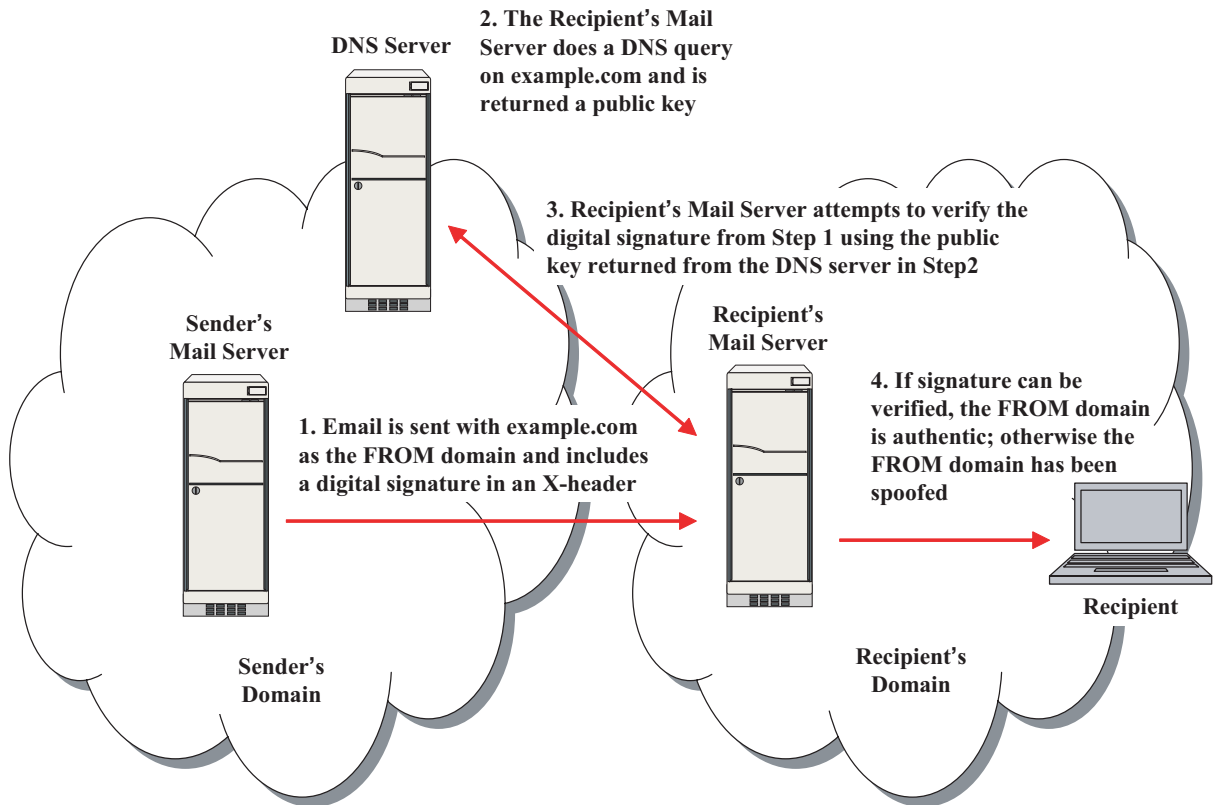 2. The Recipient's Mail
Server does a DNS query
on example.com and is
returned a public key
DNS Server
3. Recipient's Mail Server attempts to verify the
digital signature from Step 1 using the public
key returned from the DNS server in Step2
Sender's
Mail Server
Recipient's
Mail Server
1. Email is sent with example.com
as the FROM domain and includes
a digital signature in an X-header
4. If signature can be
verified, the FROM domain
is authentic; otherwise the
FROM domain has been
spoofed
Recipient
Sender's
Domain
Recipient's
Domain